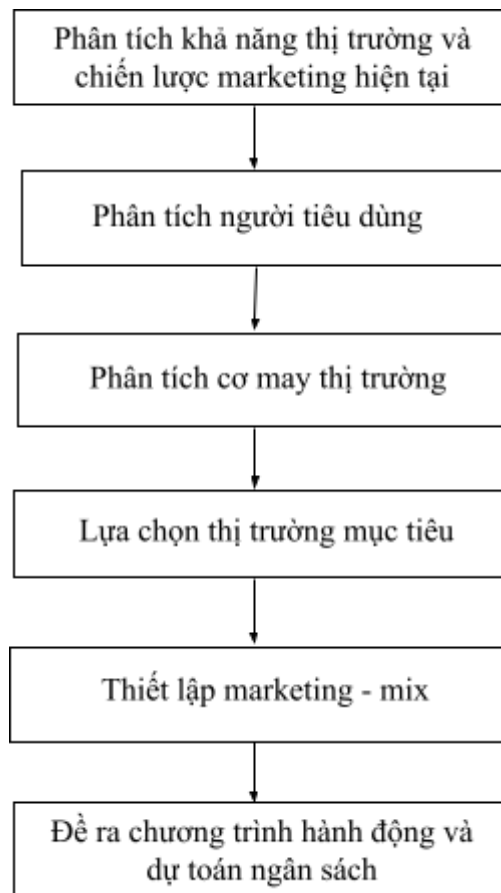 Phân tích khả năng thị trường và
chiến lược marketing hiện tại
Phân tích người tiêu dùng
Phân tích cơ may thị trường
Lựa chọn thị trường mục tiêu
Thiết lập marketing - mix
Đề ra chương trình hành động và
dự toán ngân sách